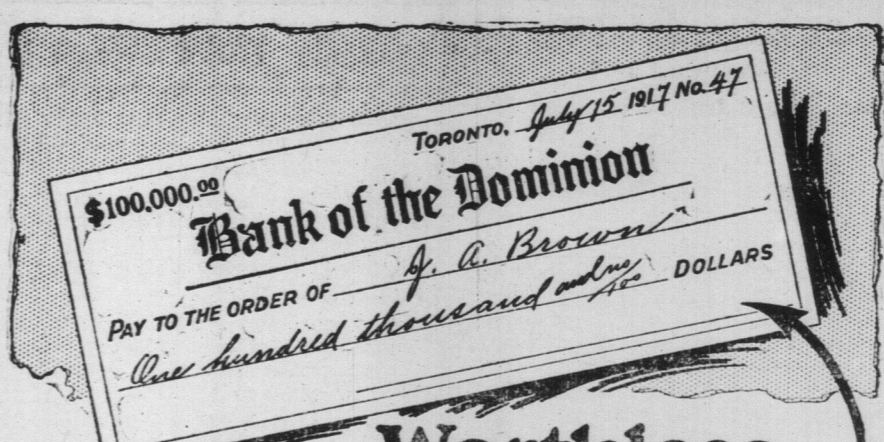 TORONTO, July 15 1917 No. 47
$100,000.00
Bank of the Dominion
PAY TO THE ORDER OF J. A. Brown
One hundred thousand and no/100 DOLLARS